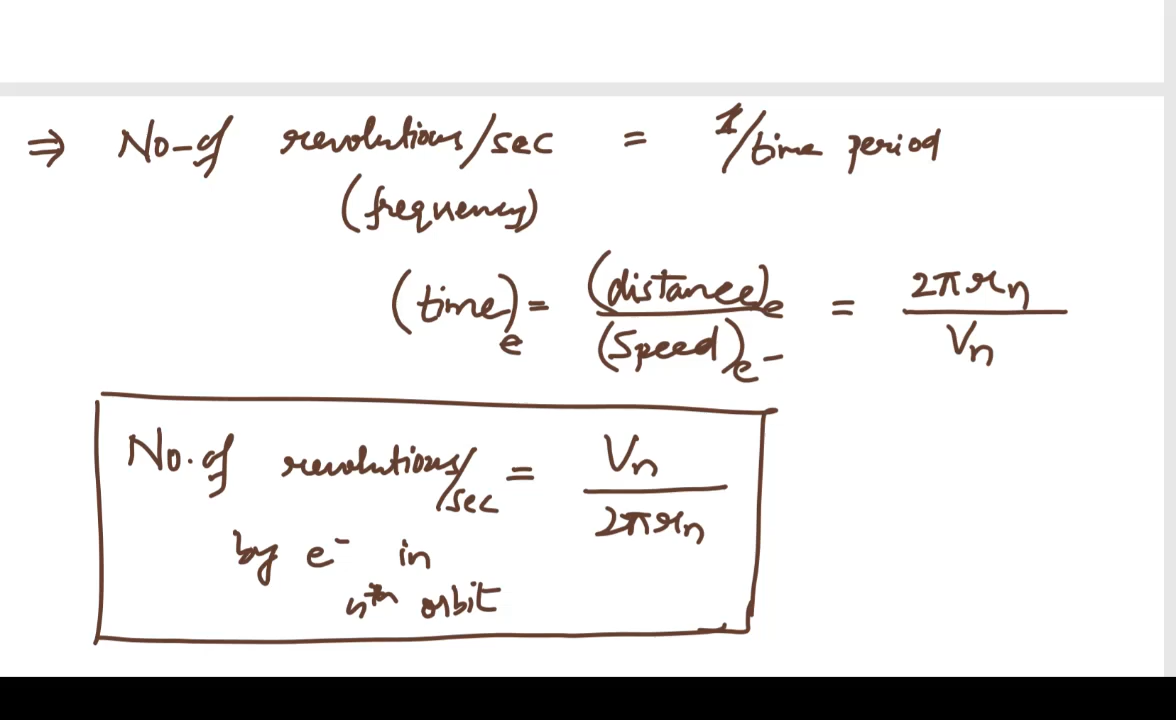 ⇒ No-of revolutions/sec = 1/time period
(frequency)
(time)e = (distance)e / (Speed)e- = 2πrn / Vn
No. of revolutions/sec = Vn / 2πrn
by e- in
nth orbit